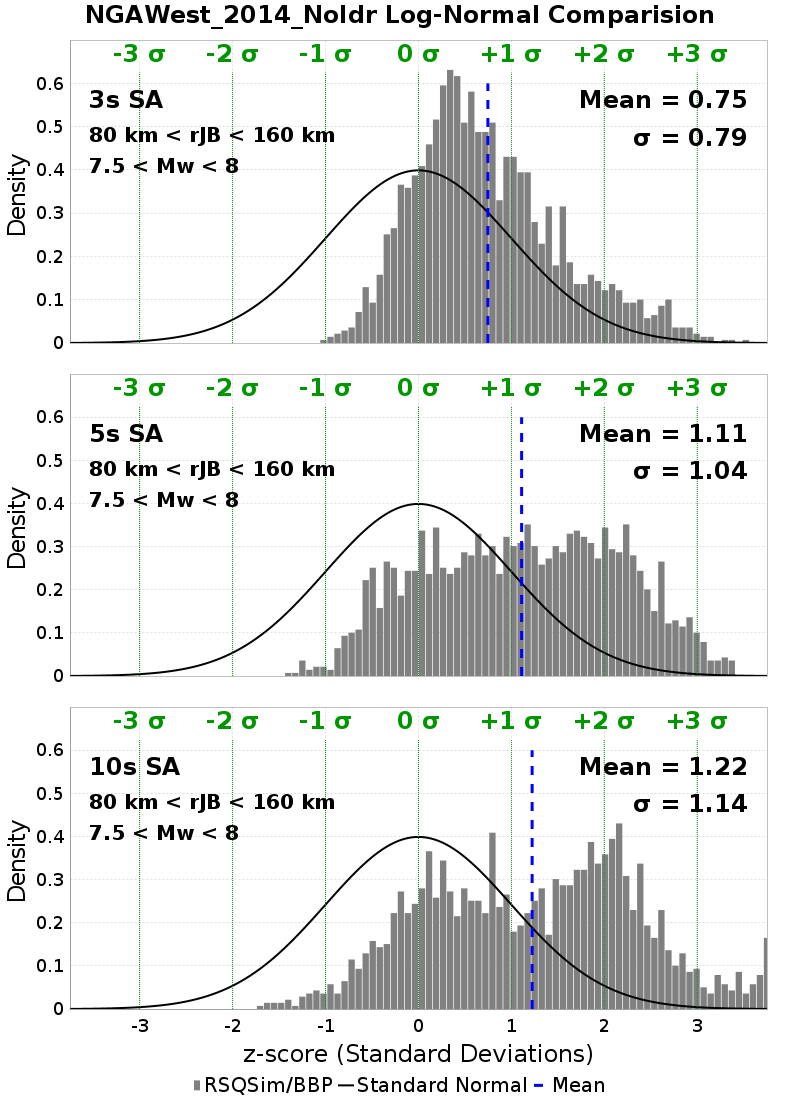 NGAWest_2014_NoIdr Log-Normal Comparision
-3 σ -2 σ -1 σ 0 σ +1 σ +2 σ +3 σ
3s SA
80 km < rJB < 160 km
7.5 < Mw < 8
Mean = 0.75
σ = 0.79
Density
0.6
0.5
0.4
0.3
0.2
0.1
0
-3 σ -2 σ -1 σ 0 σ +1 σ +2 σ +3 σ
5s SA
80 km < rJB < 160 km
7.5 < Mw < 8
Mean = 1.11
σ = 1.04
Density
0.6
0.5
0.4
0.3
0.2
0.1
0
-3 σ -2 σ -1 σ 0 σ +1 σ +2 σ +3 σ
10s SA
80 km < rJB < 160 km
7.5 < Mw < 8
Mean = 1.22
σ = 1.14
Density
0.6
0.5
0.4
0.3
0.2
0.1
0
-3 -2 -1 0 1 2 3
z-score (Standard Deviations)
RSQSim/BBP Standard Normal Mean